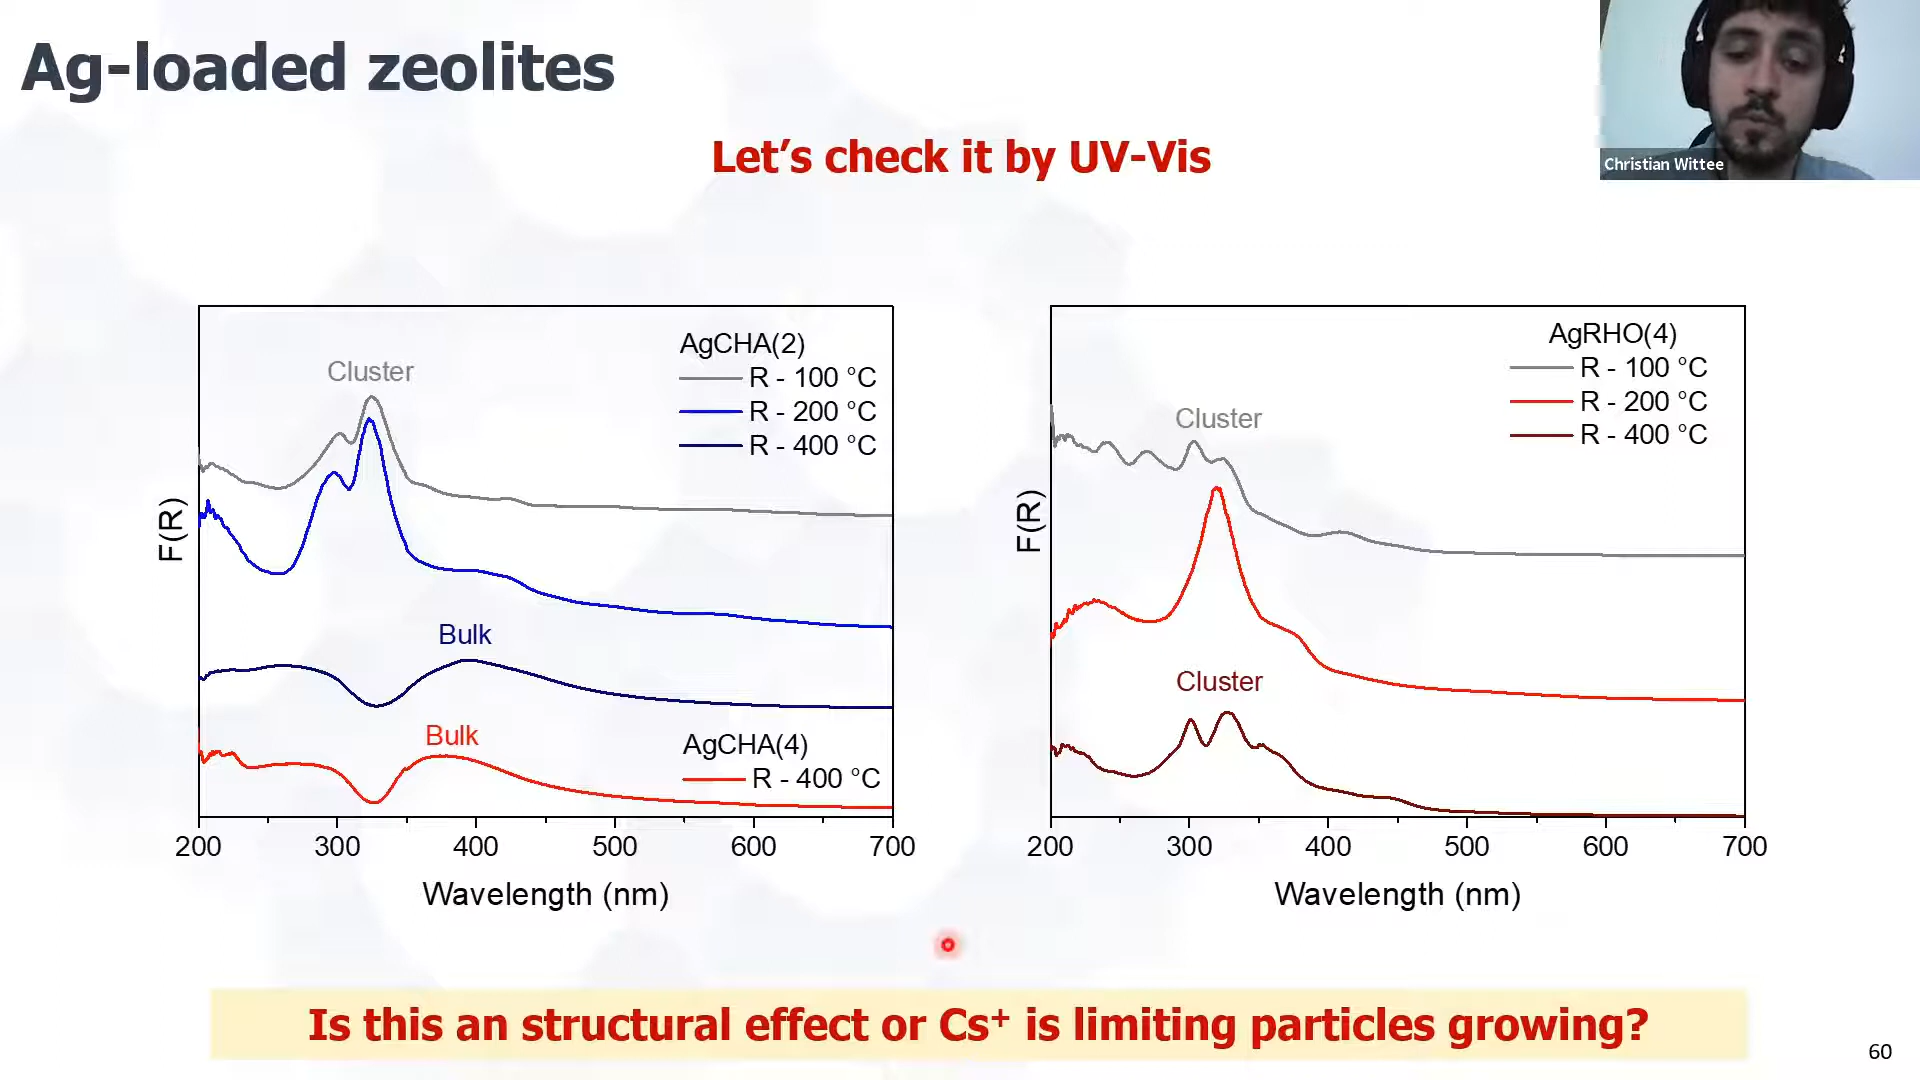 Ag-loaded zeolites
Let’s check it by UV-Vis
Christian Wittee
AgCHA(2)
R - 100 °C
R - 200 °C
R - 400 °C
Cluster
Bulk
Bulk
AgCHA(4)
R - 400 °C
F(R)
200 300 400 500 600 700
Wavelength (nm)
AgRHO(4)
R - 100 °C
R - 200 °C
R - 400 °C
Cluster
Cluster
F(R)
200 300 400 500 600 700
Wavelength (nm)
Is this an structural effect or Cs⁺ is limiting particles growing?
60